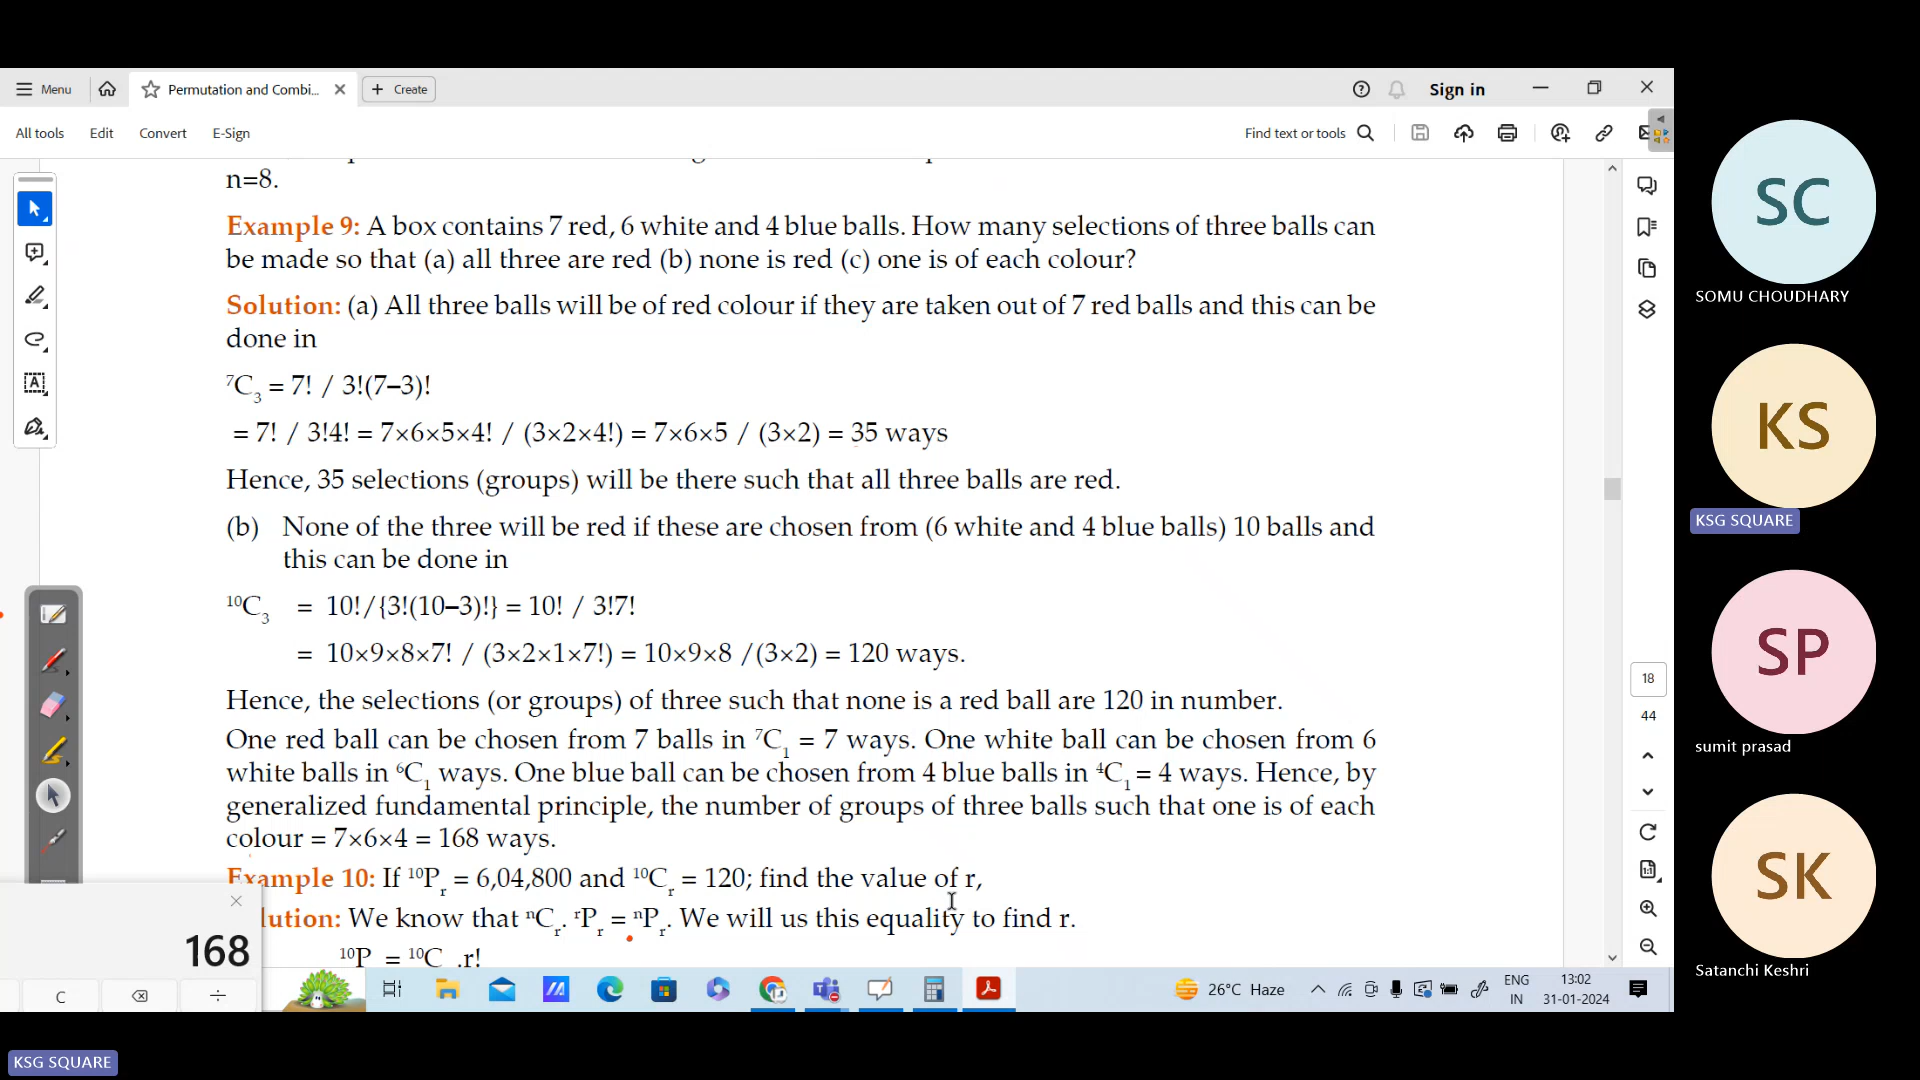 Menu
Permutation and Combi...
Create
Sign in
All tools
Edit
Convert
E-Sign
Find text or tools
n=8.
Example 9: A box contains 7 red, 6 white and 4 blue balls. How many selections of three balls can
be made so that (a) all three are red (b) none is red (c) one is of each colour?
Solution: (a) All three balls will be of red colour if they are taken out of 7 red balls and this can be
done in
⁷C₃ = 7! / 3!(7–3)!
= 7! / 3!4! = 7×6×5×4! / (3×2×4!) = 7×6×5 / (3×2) = 35 ways
Hence, 35 selections (groups) will be there such that all three balls are red.
(b) None of the three will be red if these are chosen from (6 white and 4 blue balls) 10 balls and
this can be done in
¹⁰C₃ = 10!/{3!(10–3)!} = 10! / 3!7!
= 10×9×8×7! / (3×2×1×7!) = 10×9×8 /(3×2) = 120 ways.
Hence, the selections (or groups) of three such that none is a red ball are 120 in number.
One red ball can be chosen from 7 balls in ⁷C₁ = 7 ways. One white ball can be chosen from 6
white balls in ⁶C₁ ways. One blue ball can be chosen from 4 blue balls in ⁴C₁ = 4 ways. Hence, by
generalized fundamental principle, the number of groups of three balls such that one is of each
colour = 7×6×4 = 168 ways.
Example 10: If ¹⁰Pᵣ = 6,04,800 and ¹⁰Cᵣ = 120; find the value of r,
lution: We know that ⁿCᵣ. ʳPᵣ = ⁿPᵣ. We will us this equality to find r.
¹⁰P = ¹⁰C .r!
18
44
168
C
÷
26°C Haze
ENG
IN
13:02
31-01-2024
SC
SOMU CHOUDHARY
KS
KSG SQUARE
SP
sumit prasad
SK
Satanchi Keshri
KSG SQUARE